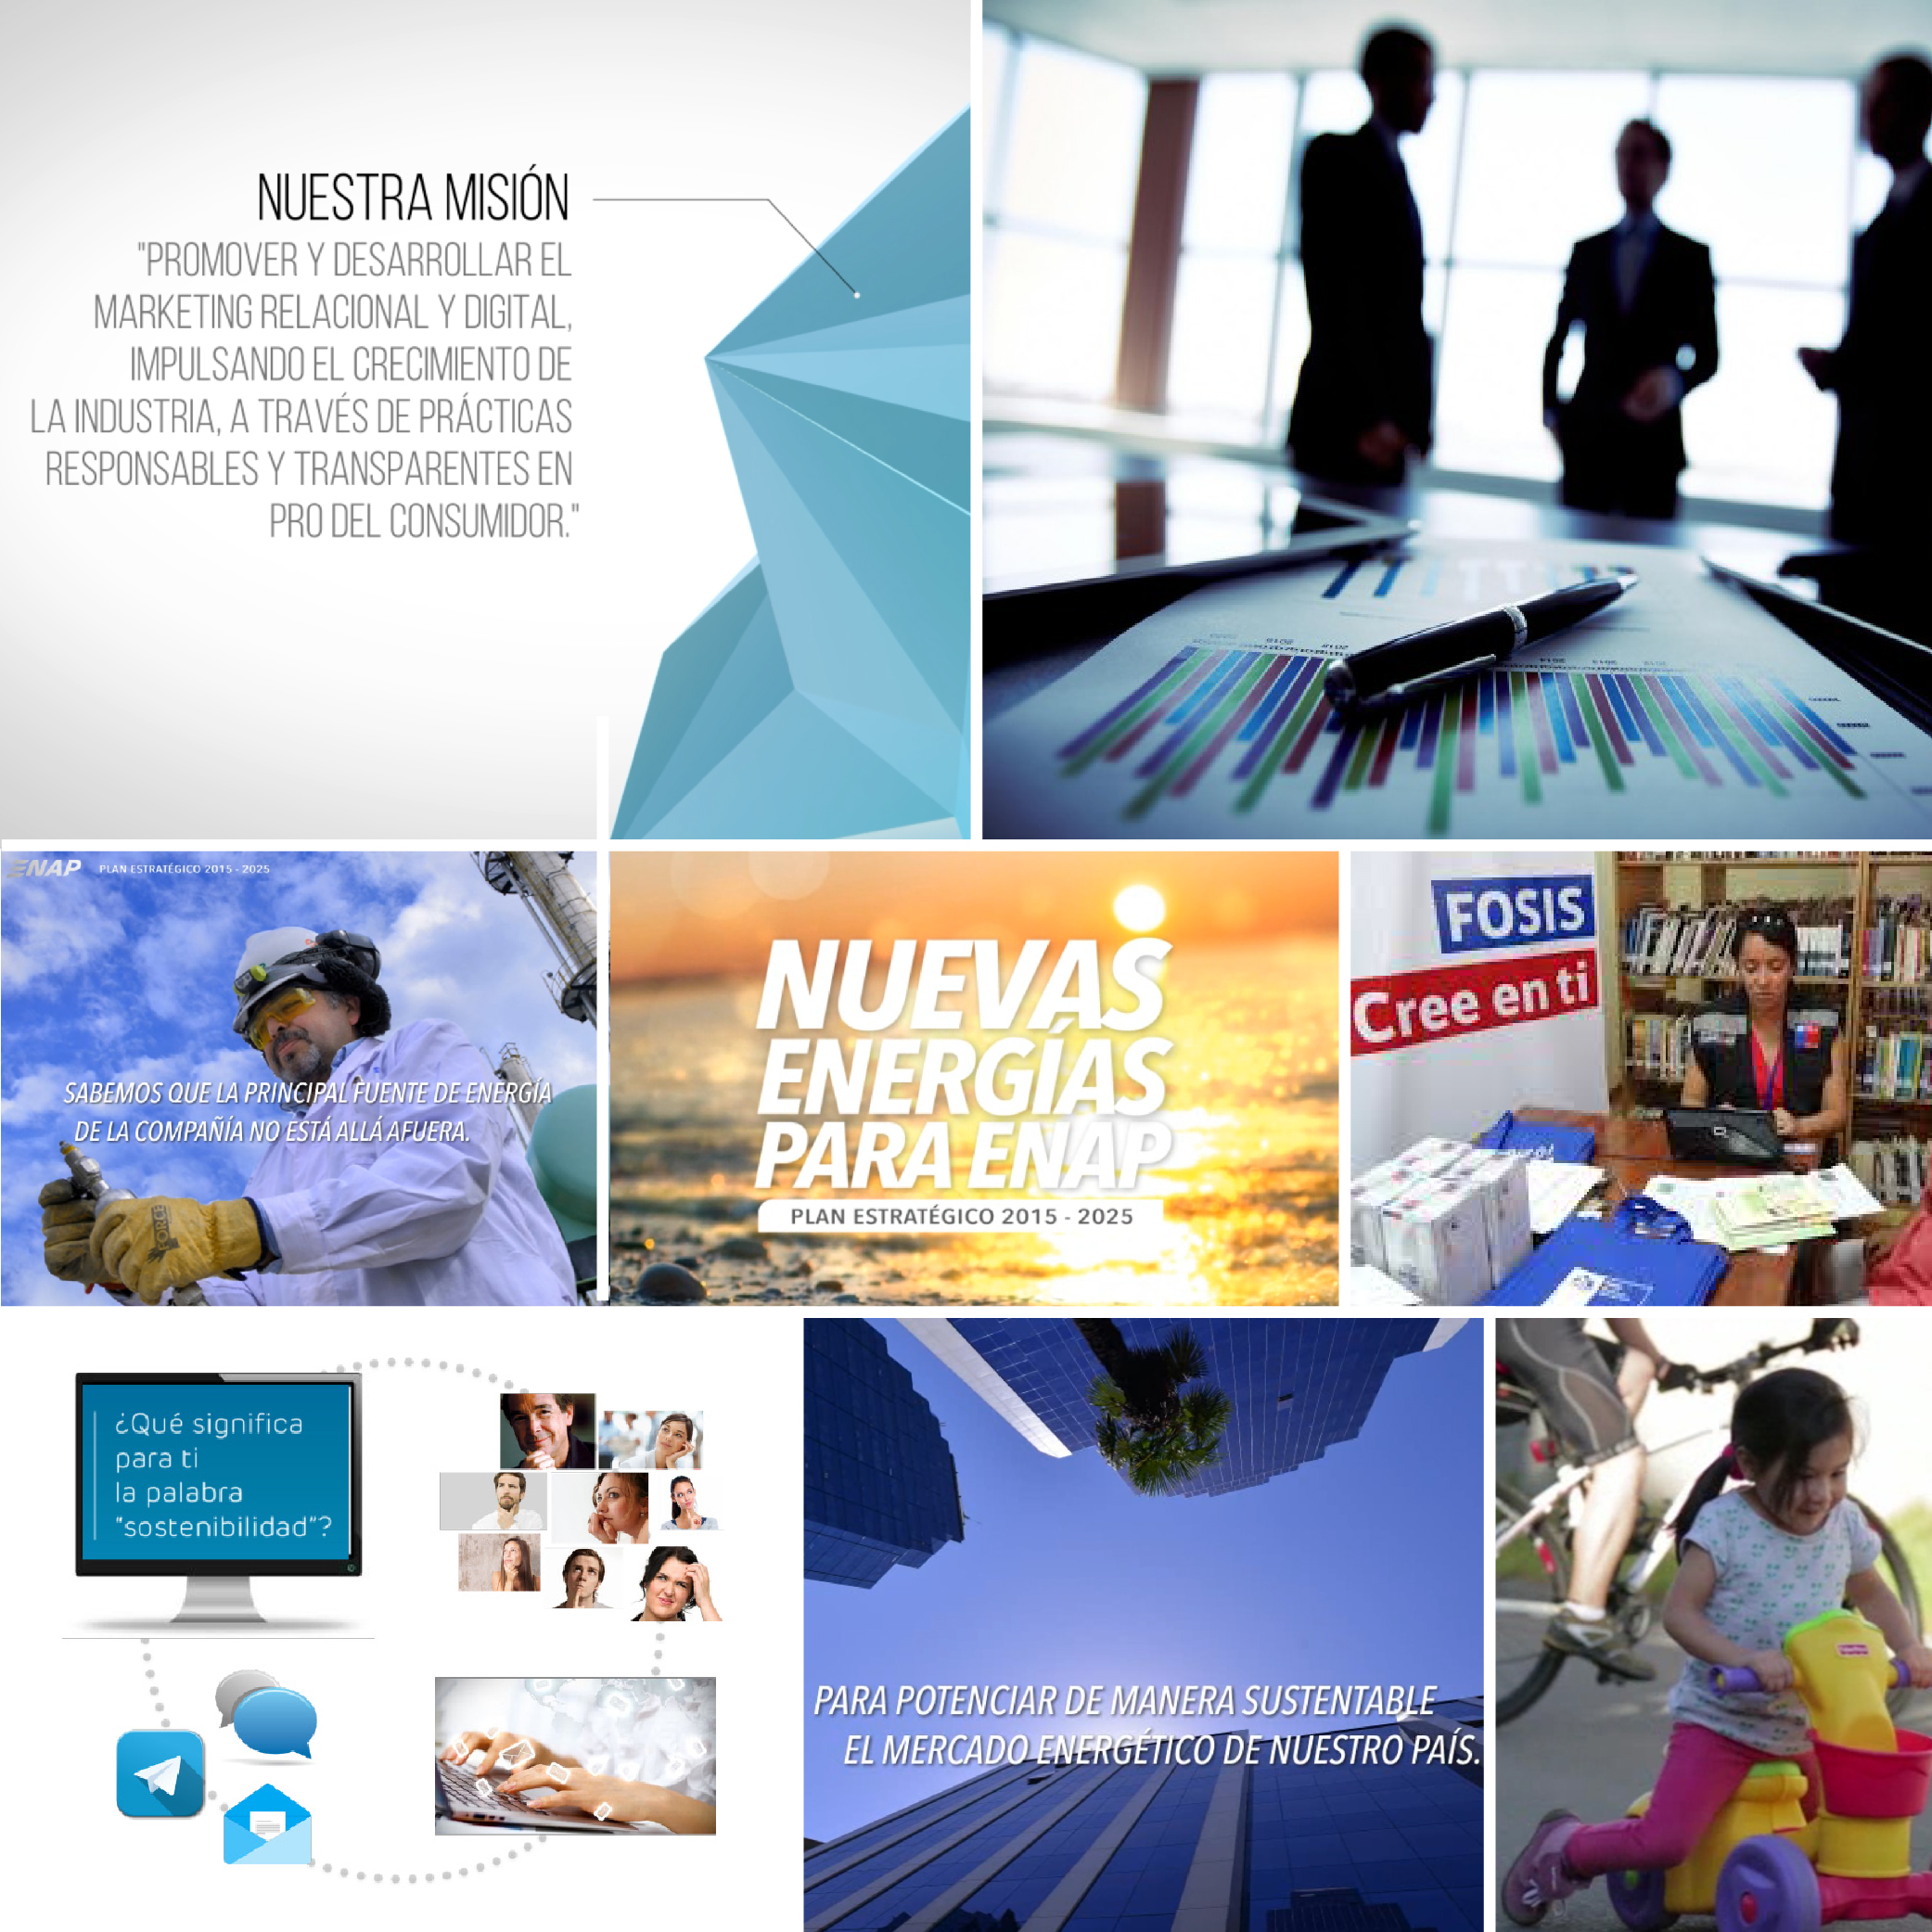 NUESTRA MISIÓN
"PROMOVER Y DESARROLLAR EL
MARKETING RELACIONAL Y DIGITAL,
IMPULSANDO EL CRECIMIENTO DE
LA INDUSTRIA, A TRAVÉS DE PRÁCTICAS
RESPONSABLES Y TRANSPARENTES EN
PRO DEL CONSUMIDOR."
ENAP PLAN ESTRATÉGICO 2015 - 2025
SABEMOS QUE LA PRINCIPAL FUENTE DE ENERGÍA
DE LA COMPAÑÍA NO ESTÁ ALLÁ AFUERA.
FORCE
NUEVAS
ENERGÍAS
PARA ENAP
PLAN ESTRATÉGICO 2015 - 2025
FOSIS
Cree en ti
¿Qué significa
para ti
la palabra
"sostenibilidad"?
PARA POTENCIAR DE MANERA SUSTENTABLE
EL MERCADO ENERGÉTICO DE NUESTRO PAÍS.